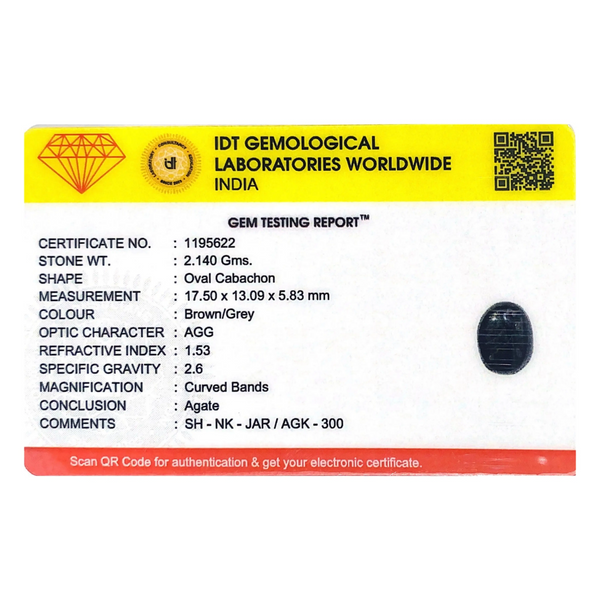 IDT GEMOLOGICAL
LABORATORIES WORLDWIDE
INDIA
GEM TESTING REPORT™
CERTIFICATE NO. : 1195622
STONE WT. : 2.140 Gms.
SHAPE : Oval Cabachon
MEASUREMENT : 17.50 x 13.09 x 5.83 mm
COLOUR : Brown/Grey
OPTIC CHARACTER : AGG
REFRACTIVE INDEX : 1.53
SPECIFIC GRAVITY : 2.6
MAGNIFICATION : Curved Bands
CONCLUSION : Agate
COMMENTS : SH - NK - JAR / AGK - 300
Scan QR Code for authentication & get your electronic certificate.